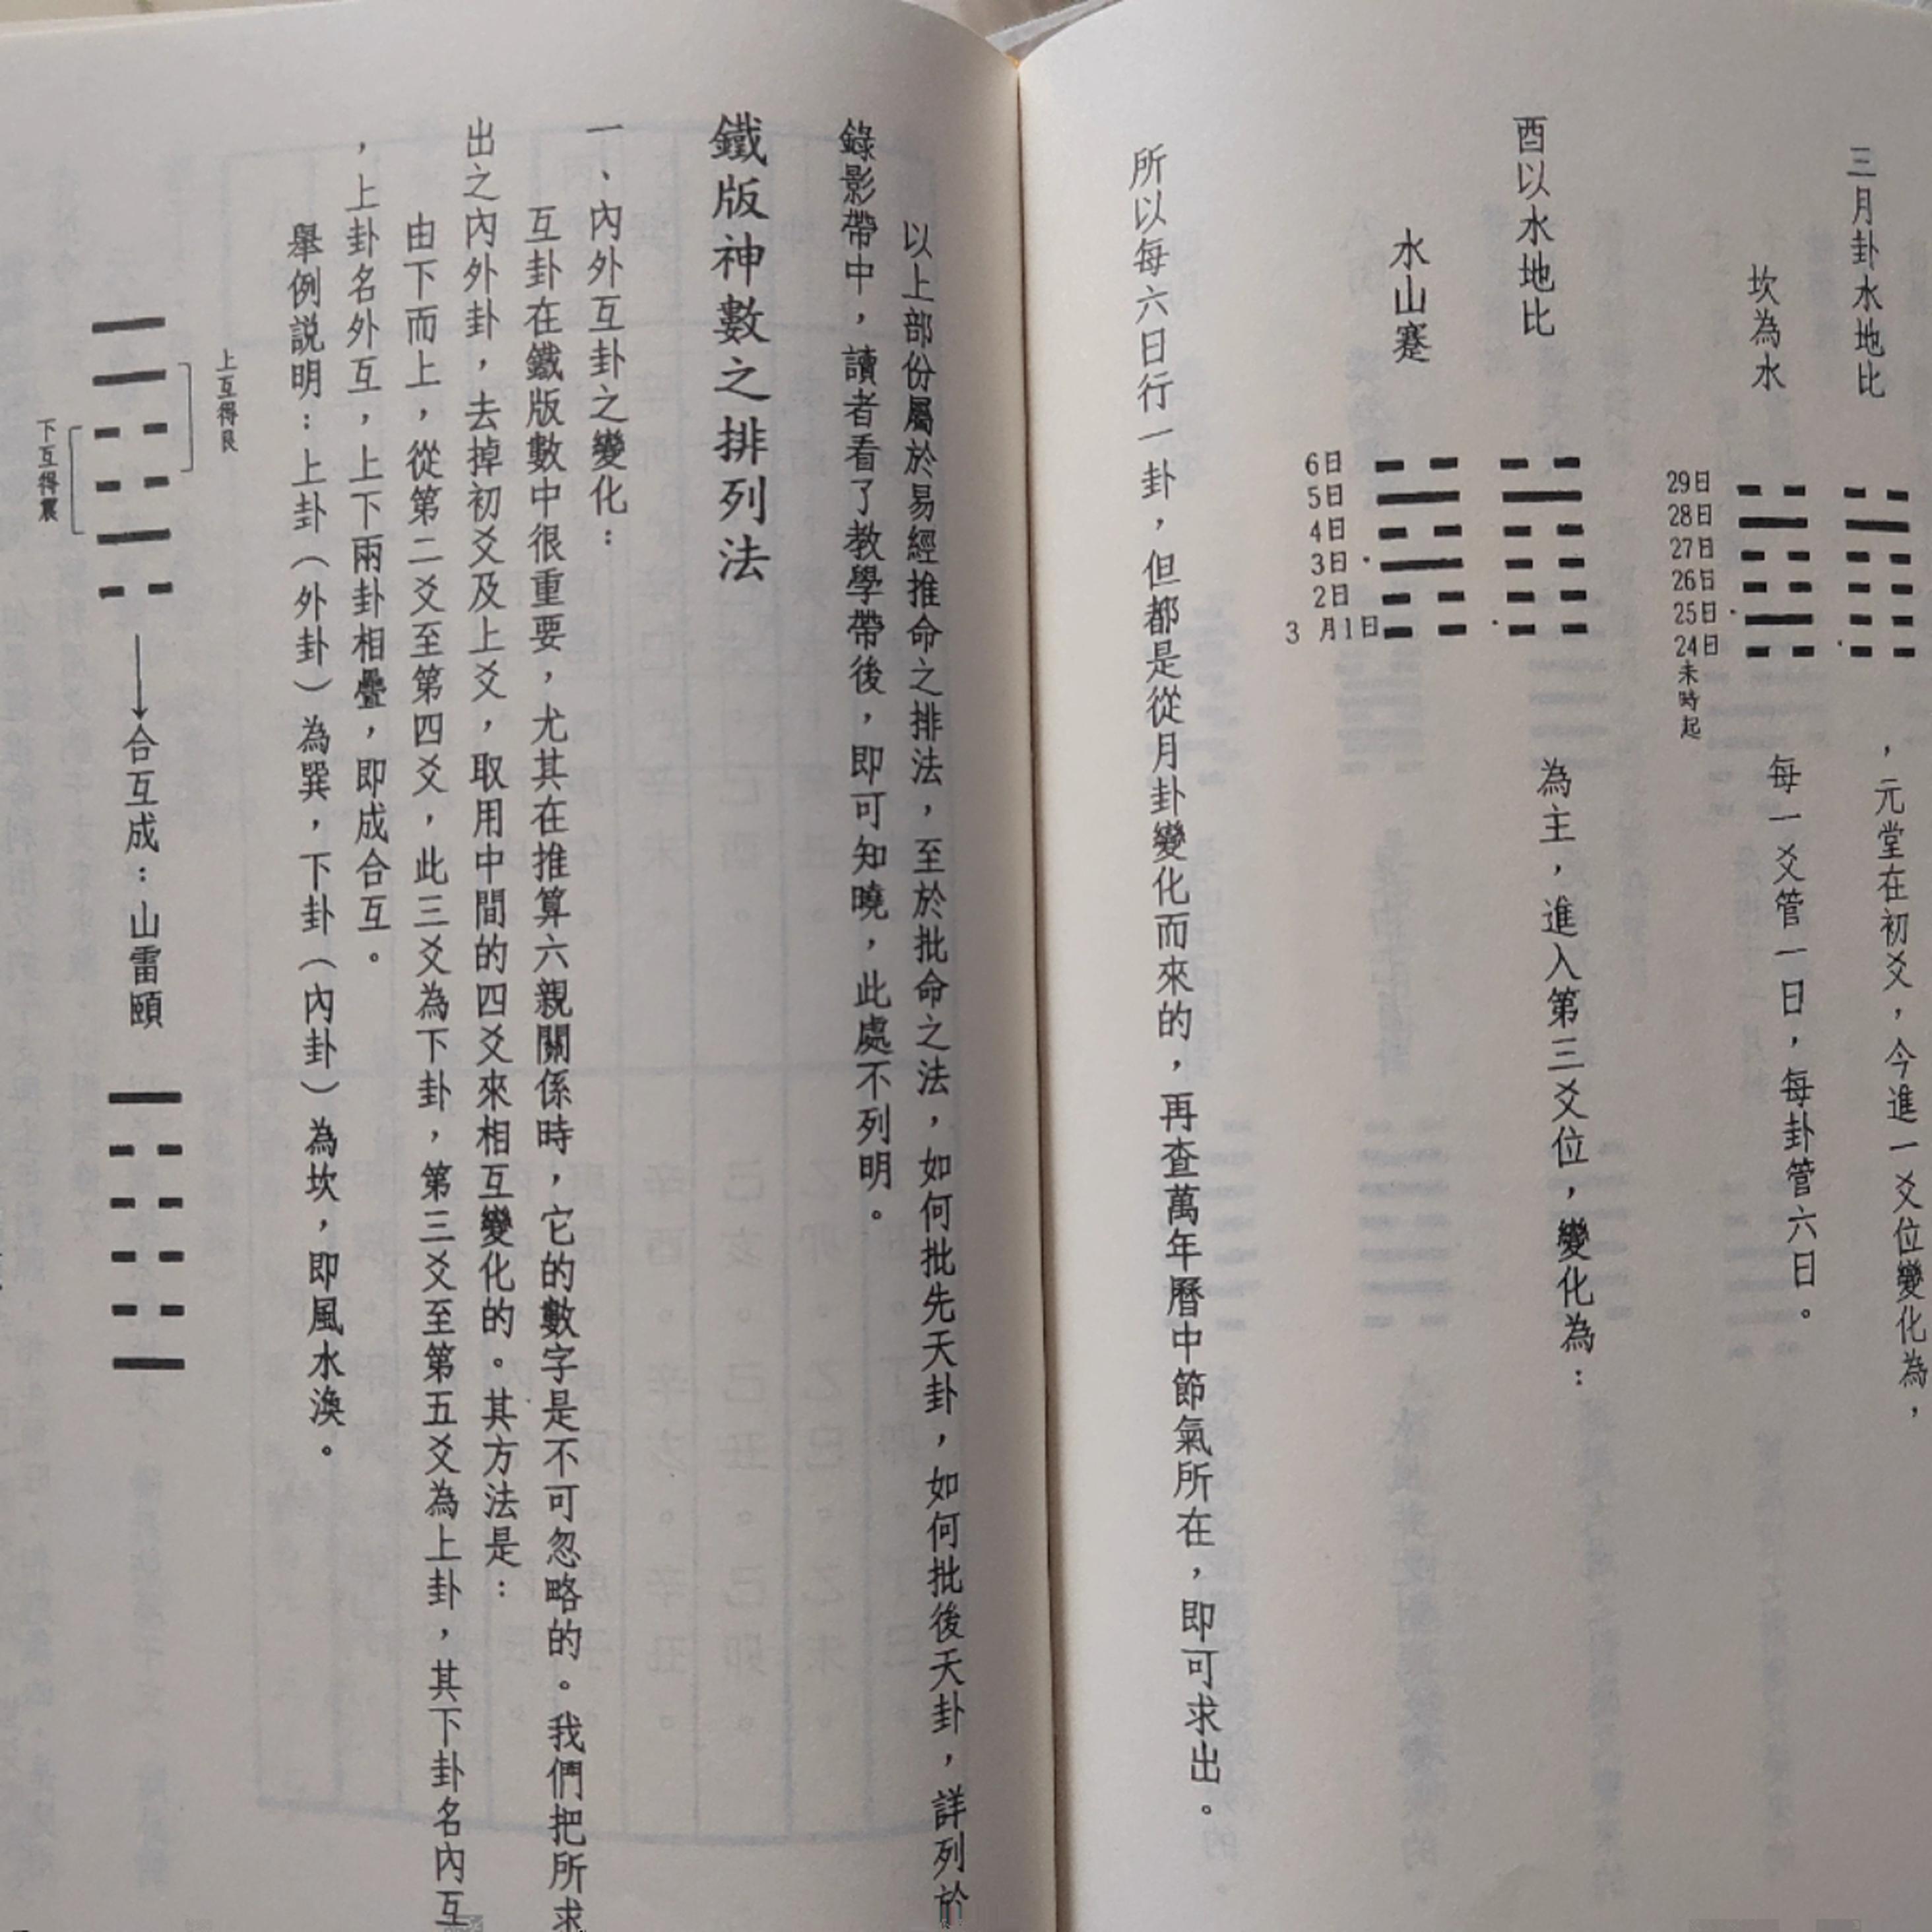 三月卦水地比
，元堂在初爻，今進一爻位變化為，
坎為水
29日
28日
27日
26日
25日
24日未時起
每一爻管一日，每卦管六日。
酉以水地比
為主，進入第三爻位，變化為：
水山蹇
6日
5日
4日
3日
2日
3月1日
所以每六日行一卦，但都是從月卦變化而來的，再查萬年曆中節氣所在，即可求出。
以上部份屬於易經推命之排法，至於批命之法，如何批先天卦，如何批後天卦，詳列於
錄影帶中，讀者看了教學帶後，即可知曉，此處不列明。
鐵版神數之排列法
一、內外互卦之變化：
互卦在鐵版數中很重要，尤其在推算六親關係時，它的數字是不可忽略的。我們把所求
出之內外卦，去掉初爻及上爻，取用中間的四爻來相互變化的。其方法是：
由下而上，從第二爻至第四爻，此三爻為下卦，第三爻至第五爻為上卦，其下卦名內互
，上卦名外互，上下兩卦相疊，即成合互。
舉例說明：上卦（外卦）為巽，下卦（內卦）為坎，即風水渙。
上互得艮
下互得震
合互成：山雷頤